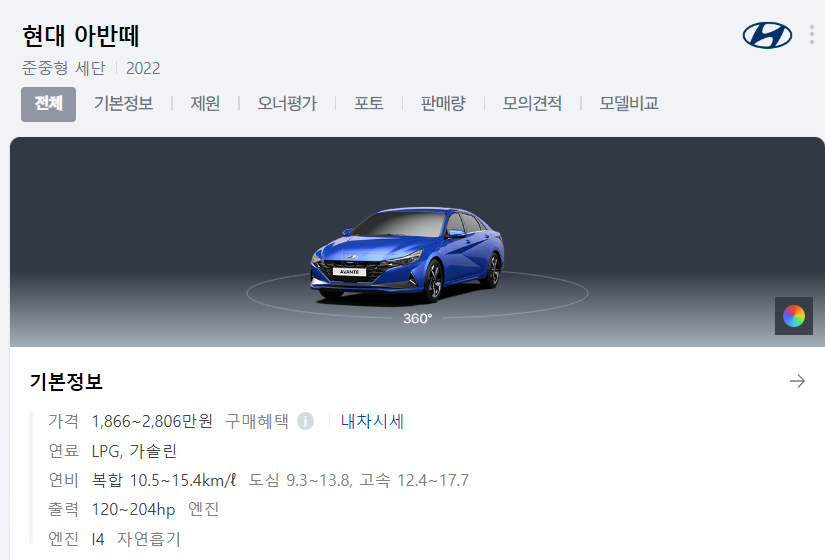 현대 아반떼
준중형 세단 | 2022
전체 기본정보 | 제원 | 오너평가 | 포토 | 판매량 | 모의견적 | 모델비교
AVANTE
360°
기본정보
가격 1,866~2,806만원 구매혜택 i | 내차시세
연료 LPG, 가솔린
연비 복합 10.5~15.4km/ℓ 도심 9.3~13.8, 고속 12.4~17.7
출력 120~204hp 엔진
엔진 I4 자연흡기